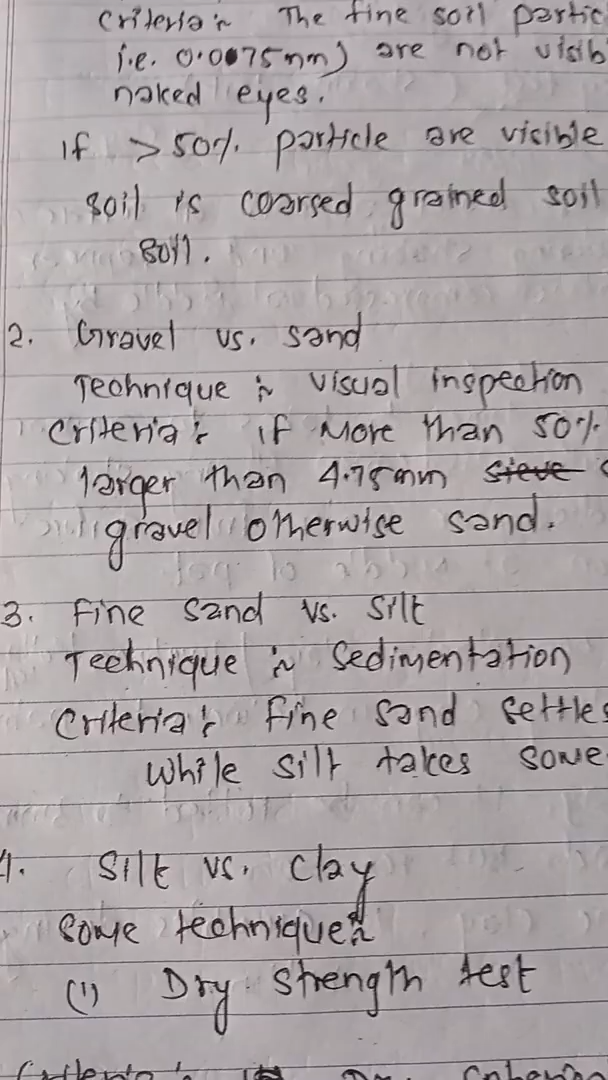 Criteria :- The fine soil partic
i.e. 0.0075mm) are not visib
naked eyes.
If > 50% particle are visible
soil is coarsed grained soil
soil.
2. Gravel vs. sand
Technique :- visual inspection
Criteria :- if More than 50%
larger than 4.75mm sieve
gravel otherwise sand.
3. Fine sand vs. silt
Technique :- Sedimentation
Criteria :- fine sand settles
while silt takes some
4. Silt vs. clay
some technique :-
(1) Dry strength test